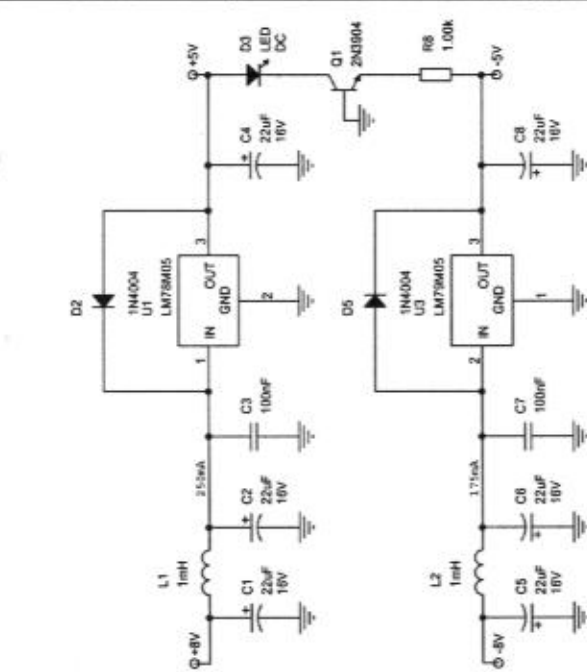 +8V
L1
1mH
C1
22uF
16V
C2
22uF
16V
250mA
C3
100nF
D2
1N4004
U1
LM78M05
1
IN
OUT
3
GND
2
C4
22uF
16V
+5V
D3
LED
DC
Q1
2N3904
R8
1.00k
-5V
-8V
L2
1mH
C5
22uF
16V
C6
22uF
16V
175mA
C7
100nF
D5
1N4004
U3
LM79M05
2
IN
OUT
3
GND
1
C8
22uF
16V